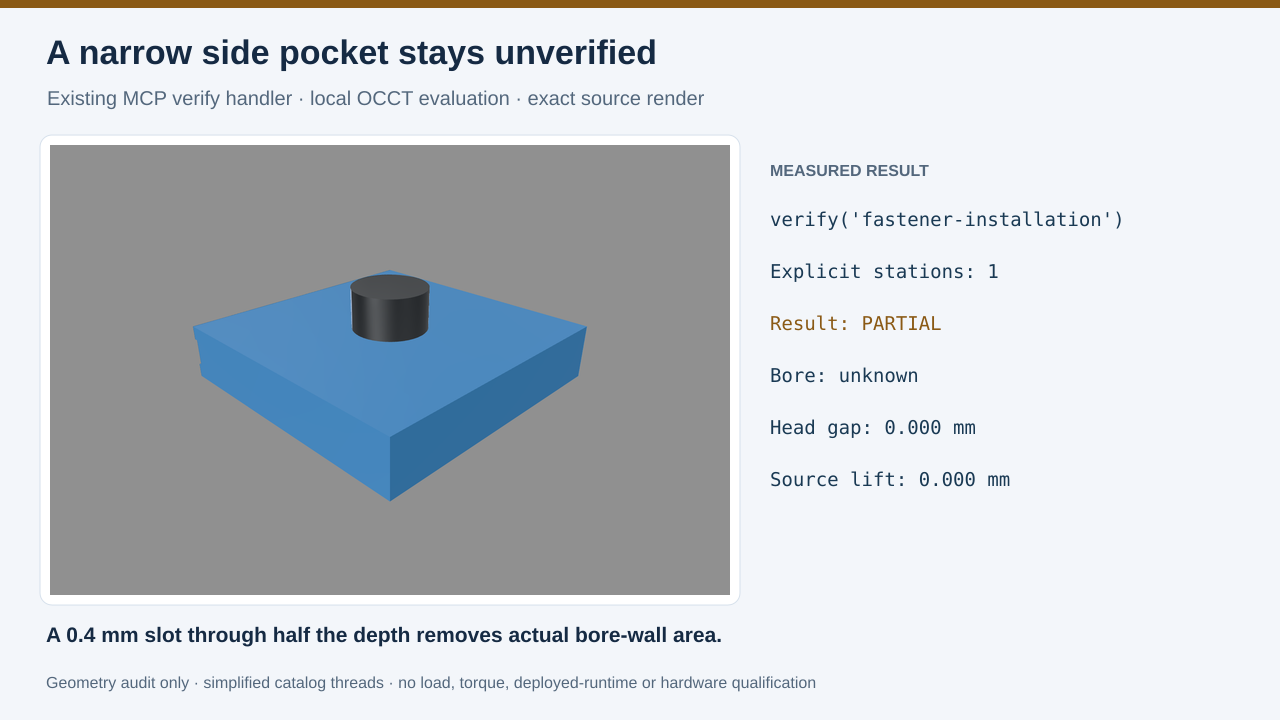 A narrow side pocket stays unverified
Existing MCP verify handler · local OCCT evaluation · exact source render
MEASURED RESULT
verify('fastener-installation')
Explicit stations: 1
Result: PARTIAL
Bore: unknown
Head gap: 0.000 mm
Source lift: 0.000 mm
A 0.4 mm slot through half the depth removes actual bore-wall area.
Geometry audit only · simplified catalog threads · no load, torque, deployed-runtime or hardware qualification